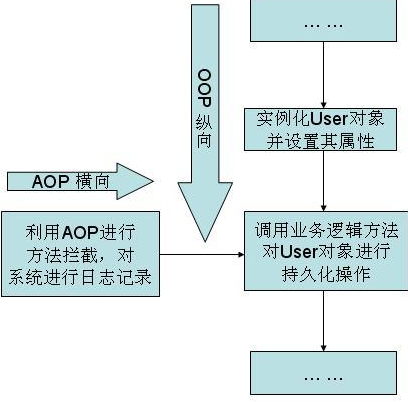 ... ...
OOP
纵
向
实例化User对象
并设置其属性
AOP 横向
利用AOP进行
方法拦截，对
系统进行日志记录
调用业务逻辑方法
对User对象进行
持久化操作
... ...